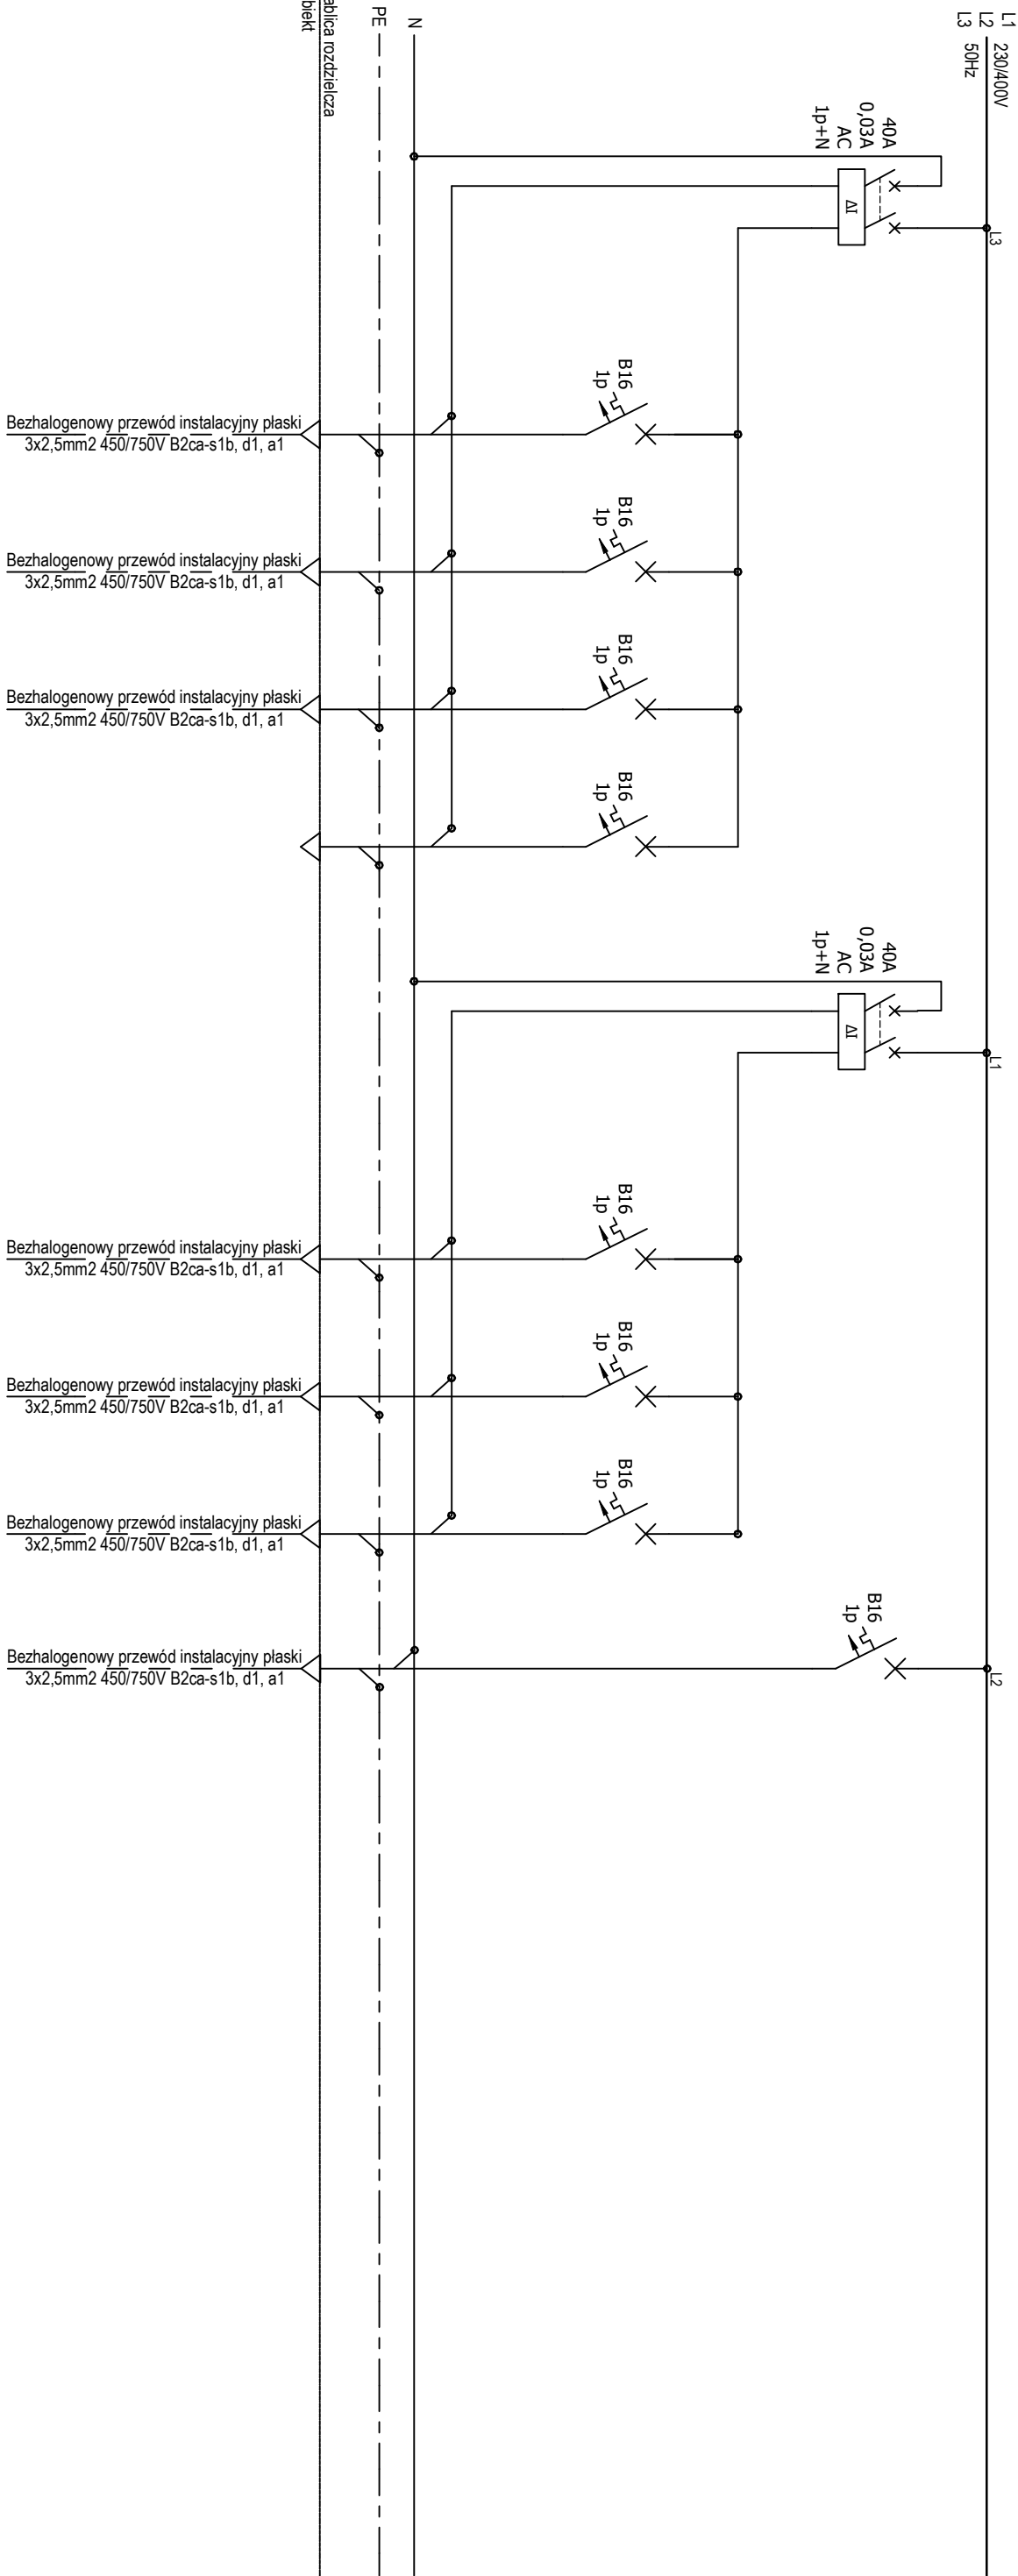 L1
L2
L3
230/400V
50Hz
40A
0,03A
AC
1p+N
ΔI
L3
B16
1p
B16
1p
B16
1p
B16
1p
40A
0,03A
AC
1p+N
ΔI
L1
B16
1p
B16
1p
B16
1p
B16
1p
L2
N
PE
ablica rozdzielcza
biekt
Bezhalogenowy przewód instalacyjny płaski
3x2,5mm2 450/750V B2ca-s1b, d1, a1
Bezhalogenowy przewód instalacyjny płaski
3x2,5mm2 450/750V B2ca-s1b, d1, a1
Bezhalogenowy przewód instalacyjny płaski
3x2,5mm2 450/750V B2ca-s1b, d1, a1
Bezhalogenowy przewód instalacyjny płaski
3x2,5mm2 450/750V B2ca-s1b, d1, a1
Bezhalogenowy przewód instalacyjny płaski
3x2,5mm2 450/750V B2ca-s1b, d1, a1
Bezhalogenowy przewód instalacyjny płaski
3x2,5mm2 450/750V B2ca-s1b, d1, a1
Bezhalogenowy przewód instalacyjny płaski
3x2,5mm2 450/750V B2ca-s1b, d1, a1